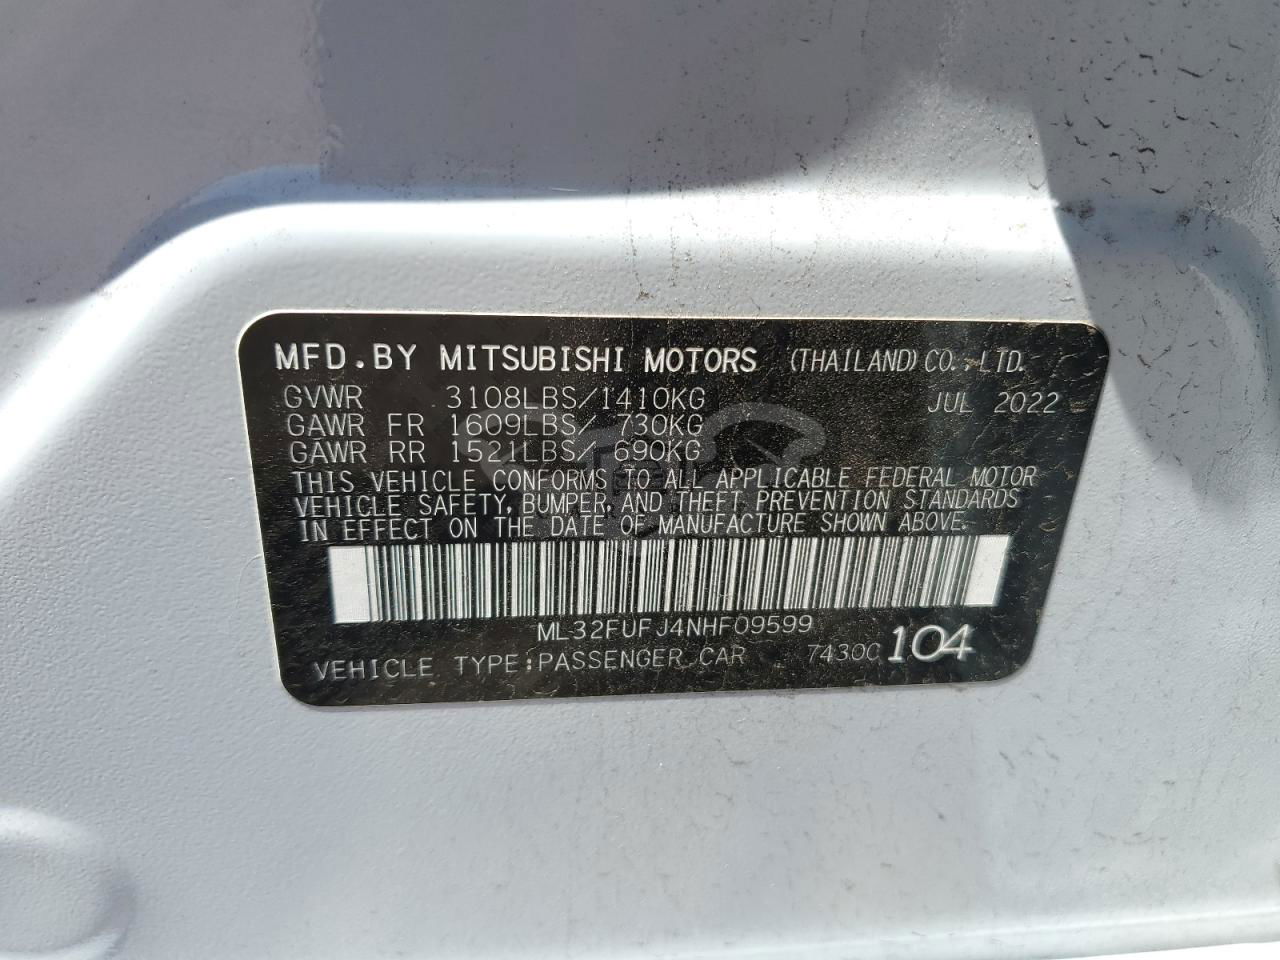 MFD.BY MITSUBISHI MOTORS (THAILAND) CO., LTD.
GVWR 3108LBS/1410KG JUL 2022
GAWR FR 1609LBS/ 730KG
GAWR RR 1521LBS/ 690KG
THIS VEHICLE CONFORMS TO ALL APPLICABLE FEDERAL MOTOR
VEHICLE SAFETY, BUMPER, AND THEFT PREVENTION STANDARDS
IN EFFECT ON THE DATE OF MANUFACTURE SHOWN ABOVE.
ML32FUFJ4NHF09599
VEHICLE TYPE:PASSENGER CAR 7430C 104